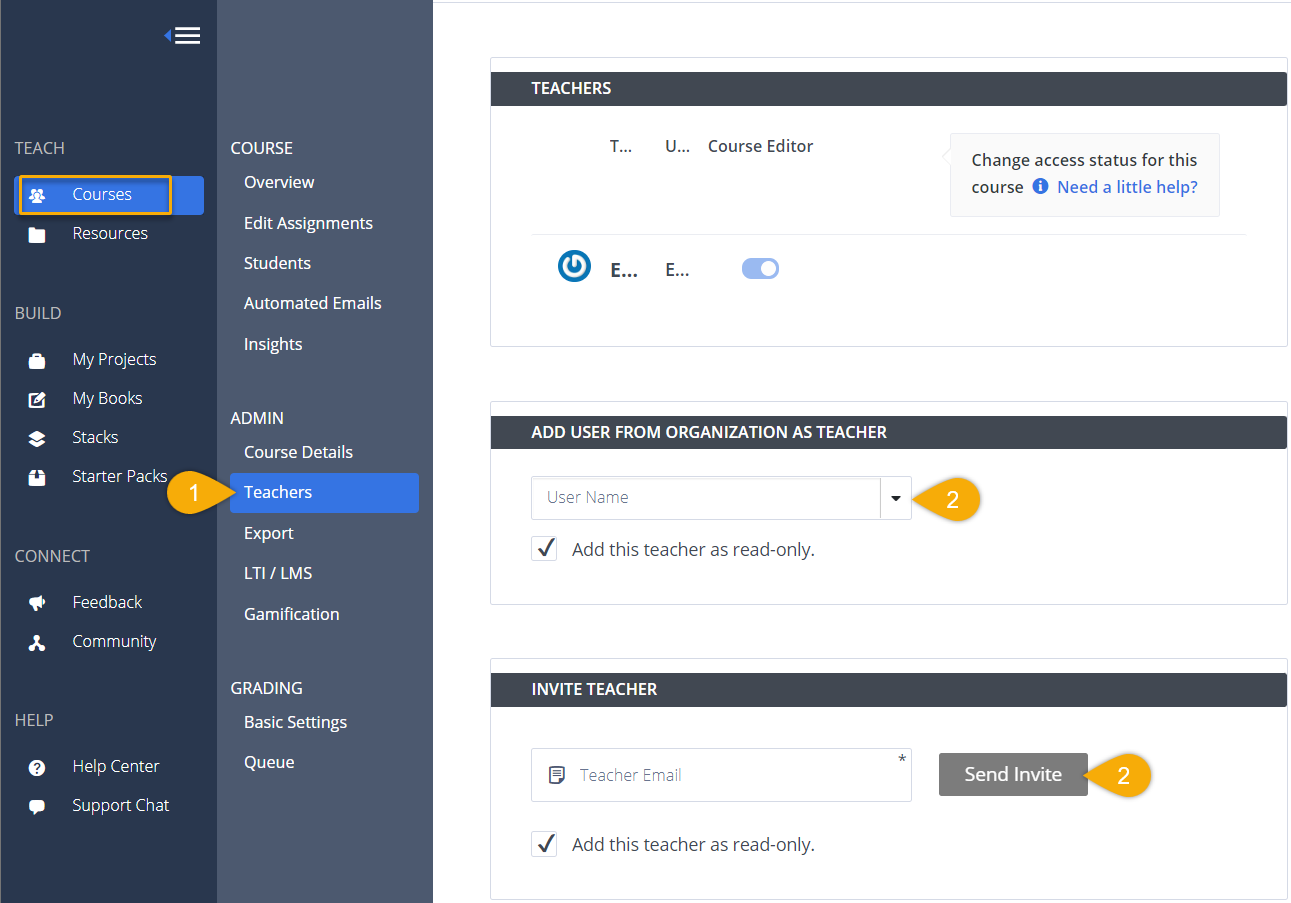 TEACH
Courses
Resources
BUILD
My Projects
My Books
Stacks
Starter Packs
CONNECT
Feedback
Community
HELP
Help Center
Support Chat
COURSE
Overview
Edit Assignments
Students
Automated Emails
Insights
ADMIN
Course Details
1
Teachers
Export
LTI / LMS
Gamification
GRADING
Basic Settings
Queue
TEACHERS
T... U... Course Editor
Change access status for this
course Need a little help?
E... E...
ADD USER FROM ORGANIZATION AS TEACHER
User Name
2
Add this teacher as read-only.
INVITE TEACHER
Teacher Email *
Send Invite
2
Add this teacher as read-only.